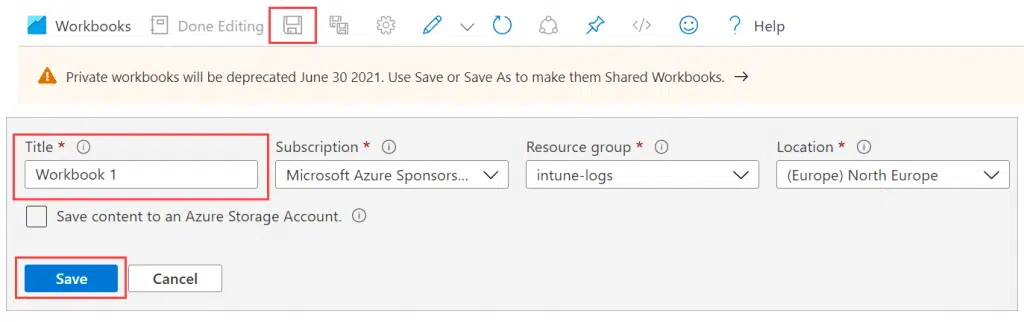 Workbooks Done Editing Help
Private workbooks will be deprecated June 30 2021. Use Save or Save As to make them Shared Workbooks. →
Title * Subscription * Resource group * Location *
Workbook 1 Microsoft Azure Sponsors... intune-logs (Europe) North Europe
Save content to an Azure Storage Account.
Save Cancel